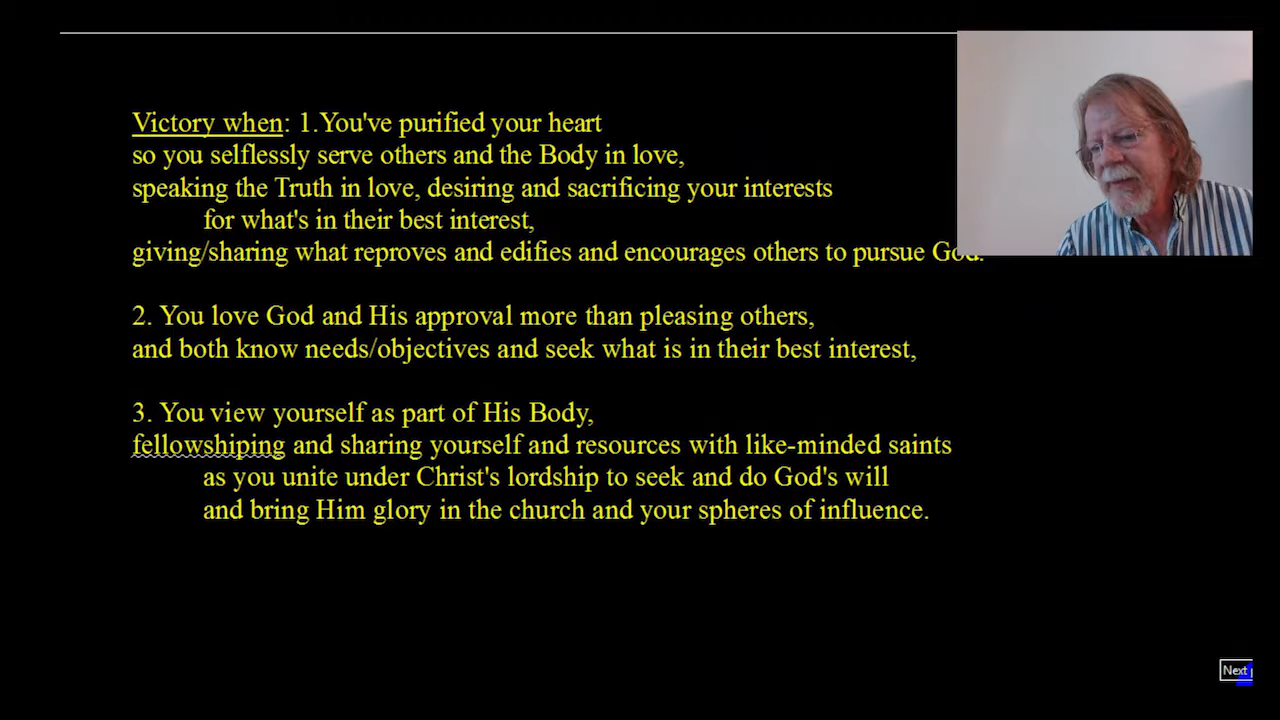 Victory when: 1.You've purified your heart
so you selflessly serve others and the Body in love,
speaking the Truth in love, desiring and sacrificing your interests
for what's in their best interest,
giving/sharing what reproves and edifies and encourages others to pursue God.
2. You love God and His approval more than pleasing others,
and both know needs/objectives and seek what is in their best interest,
3. You view yourself as part of His Body,
fellowshiping and sharing yourself and resources with like-minded saints
as you unite under Christ's lordship to seek and do God's will
and bring Him glory in the church and your spheres of influence.
Next